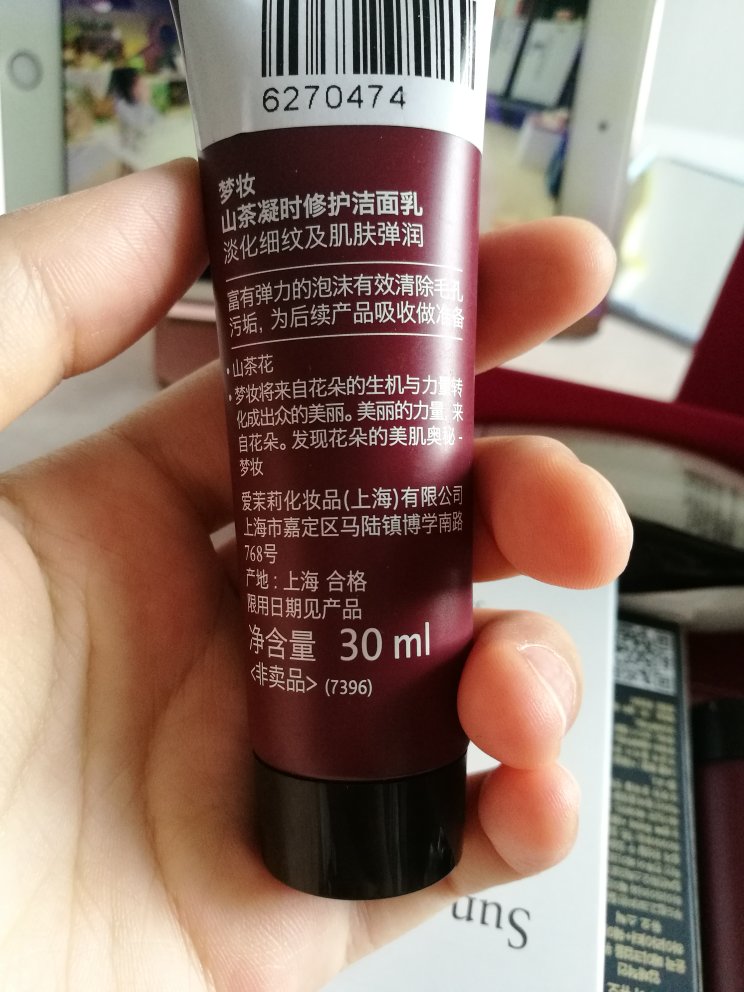 6270474
梦妆
山茶凝时修护洁面乳
淡化细纹及肌肤弹润
富有弹力的泡沫有效清除毛孔
污垢, 为后续产品吸收做准备
·山茶花
·梦妆将来自花朵的生机与力量转
化成出众的美丽。美丽的力量, 来
自花朵。发现花朵的美肌奥秘-
梦妆
爱茉莉化妆品(上海)有限公司
上海市嘉定区马陆镇博学南路
768号
产地:上海 合格
限用日期见产品
净含量 30 ml
<非卖品> (7396)
Sun